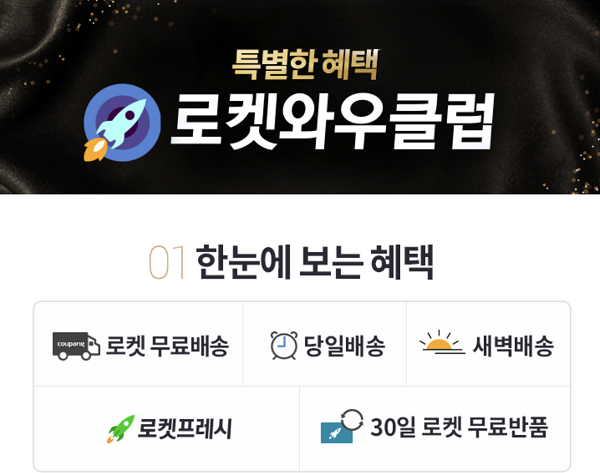 특별한 혜택
로켓와우클럽
01 한눈에 보는 혜택
coupang 로켓 무료배송
당일배송
새벽배송
로켓프레시
30일 로켓 무료반품